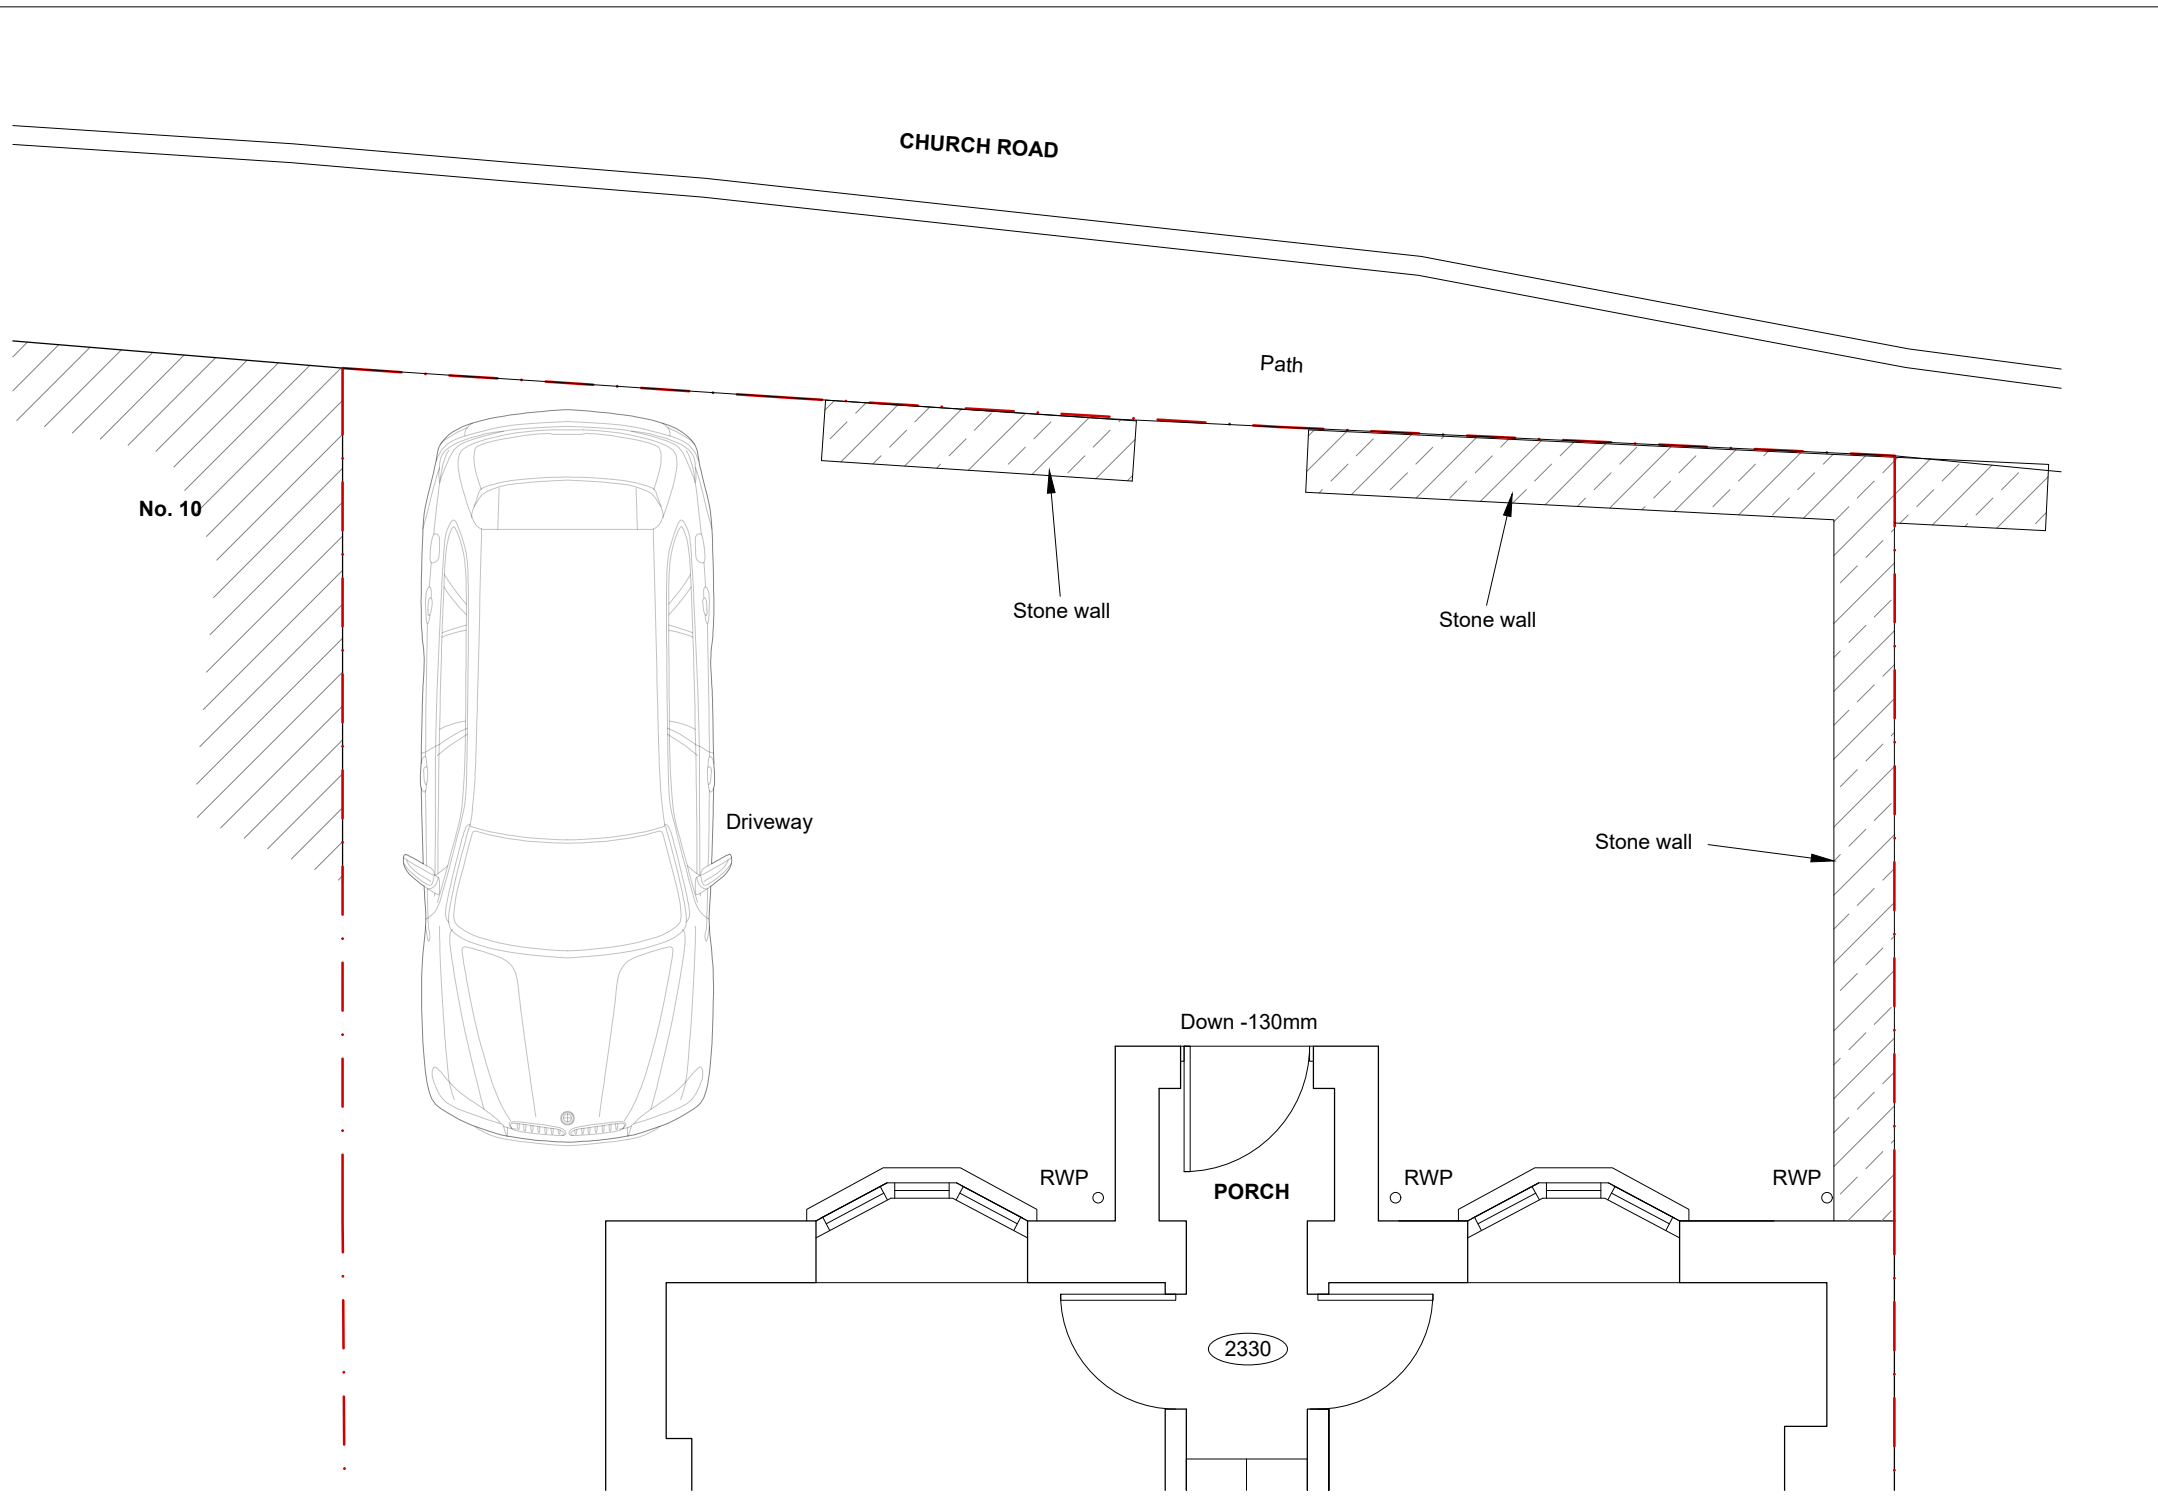 CHURCH ROAD
Path
No. 10
Stone wall
Stone wall
Driveway
Stone wall
Down -130mm
RWP
PORCH
RWP
RWP
2330